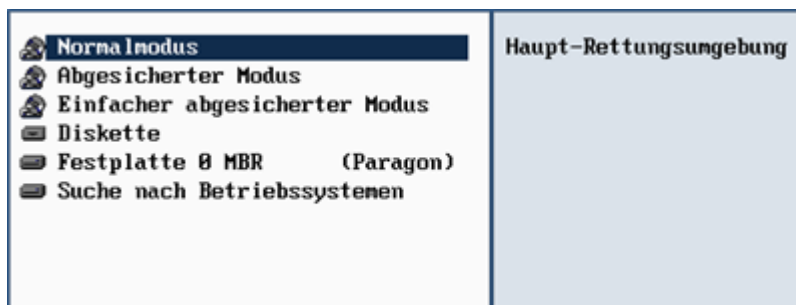 Normalmodus
Abgesicherter Modus
Einfacher abgesicherter Modus
Diskette
Festplatte 0 MBR (Paragon)
Suche nach Betriebssystemen
Haupt-Rettungsumgebung